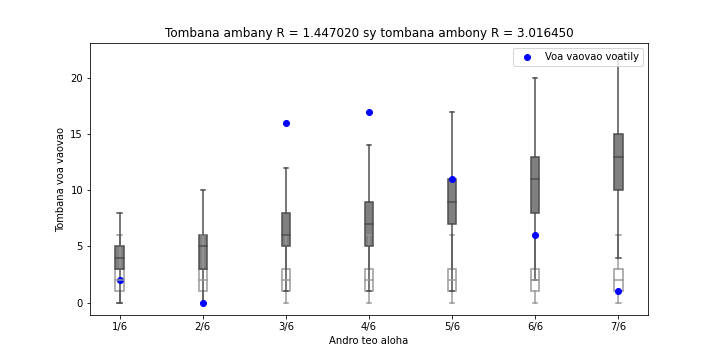 Tombana ambany R = 1.447020 sy tombana ambony R = 3.016450
Voa vaovao voatily
Tombana voa vaovao
20
15
10
5
0
1/6 2/6 3/6 4/6 5/6 6/6 7/6
Andro teo aloha